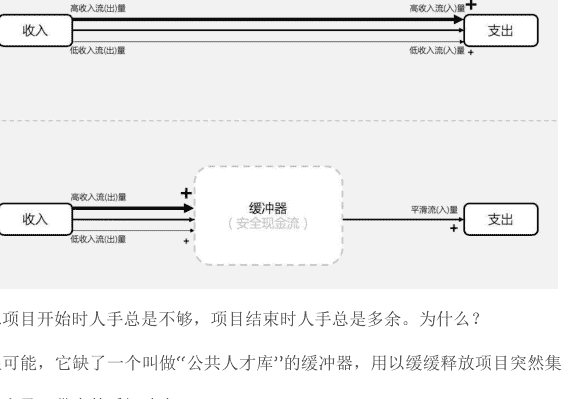 高收入流(出)量 高收入流(入)量 +
收入 支出
低收入流(出)量 低收入流(入)量 +
高收入流(出)量 +
缓冲器
收入 (安全现金流) 平滑流(入)量 支出
低收入流(出)量 + +
项目开始时人手总是不够，项目结束时人手总是多余。为什么？
可能，它缺了一个叫做“公共人才库”的缓冲器，用以缓缓释放项目突然集